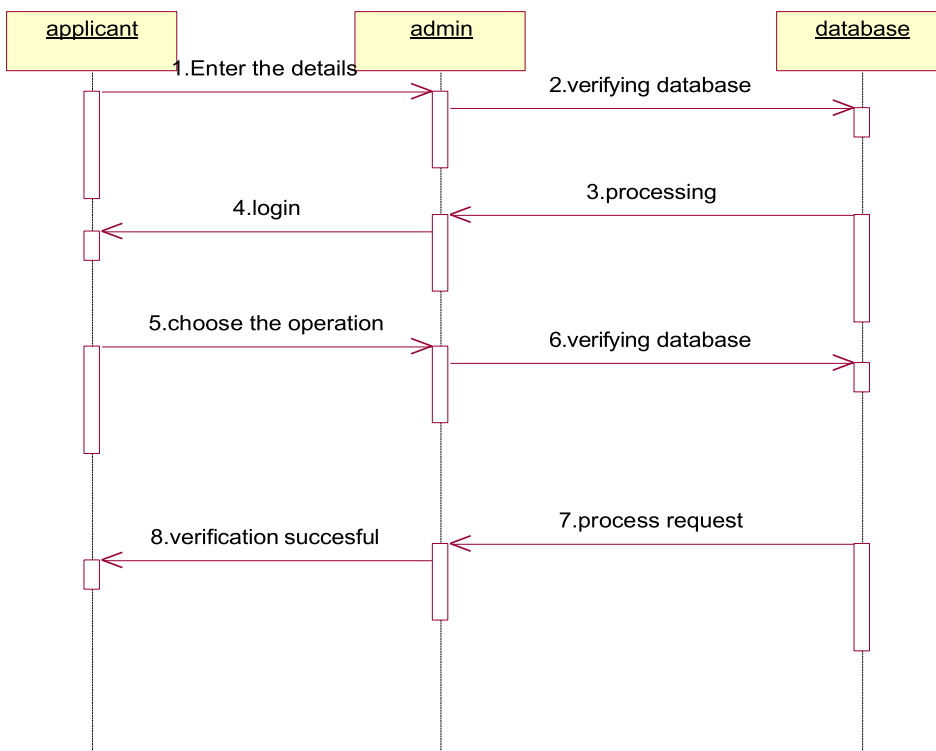 applicant
admin
database
1.Enter the details
2.verifying database
3.processing
4.login
5.choose the operation
6.verifying database
7.process request
8.verification succesful